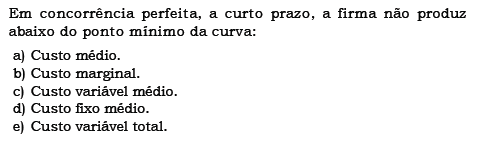 Em concorrência perfeita, a curto prazo, a firma não produz
abaixo do ponto mínimo da curva:
a) Custo médio.
b) Custo marginal.
c) Custo variável médio.
d) Custo fixo médio.
e) Custo variável total.